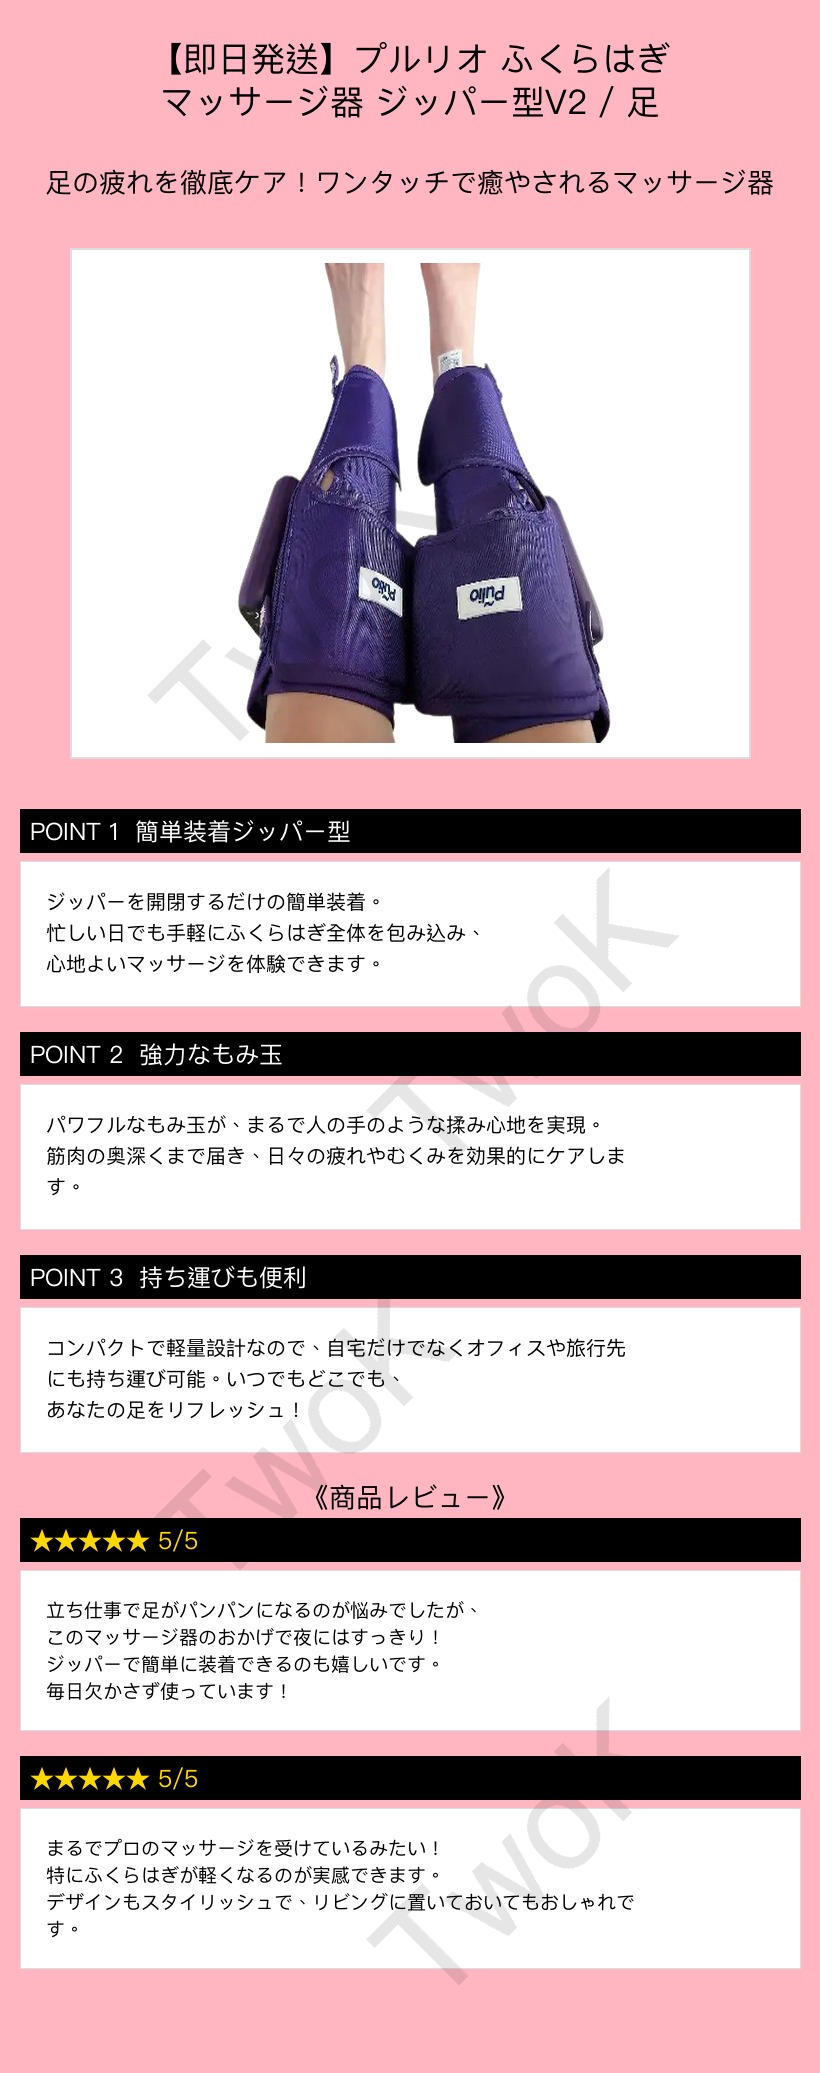 【即日発送】プルリオ ふくらはぎ
マッサージ器 ジッパー型V2 / 足
足の疲れを徹底ケア！ワンタッチで癒やされるマッサージ器
Pulio
Pulio
TwoK
POINT 1 簡単装着ジッパー型
ジッパーを開閉するだけの簡単装着。
忙しい日でも手軽にふくらはぎ全体を包み込み、
心地よいマッサージを体験できます。
TwoK
POINT 2 強力なもみ玉
パワフルなもみ玉が、まるで人の手のような揉み心地を実現。
筋肉の奥深くまで届き、日々の疲れやむくみを効果的にケアしま
す。
POINT 3 持ち運びも便利
コンパクトで軽量設計なので、自宅だけでなくオフィスや旅行先
にも持ち運び可能。いつでもどこでも、
あなたの足をリフレッシュ！
TwoK
《商品レビュー》
★★★★★ 5/5
立ち仕事で足がパンパンになるのが悩みでしたが、
このマッサージ器のおかげで夜にはすっきり！
ジッパーで簡単に装着できるのも嬉しいです。
毎日欠かさず使っています！
★★★★★ 5/5
まるでプロのマッサージを受けているみたい！
特にふくらはぎが軽くなるのが実感できます。
デザインもスタイリッシュで、リビングに置いておいてもおしゃれで
す。
TwoK